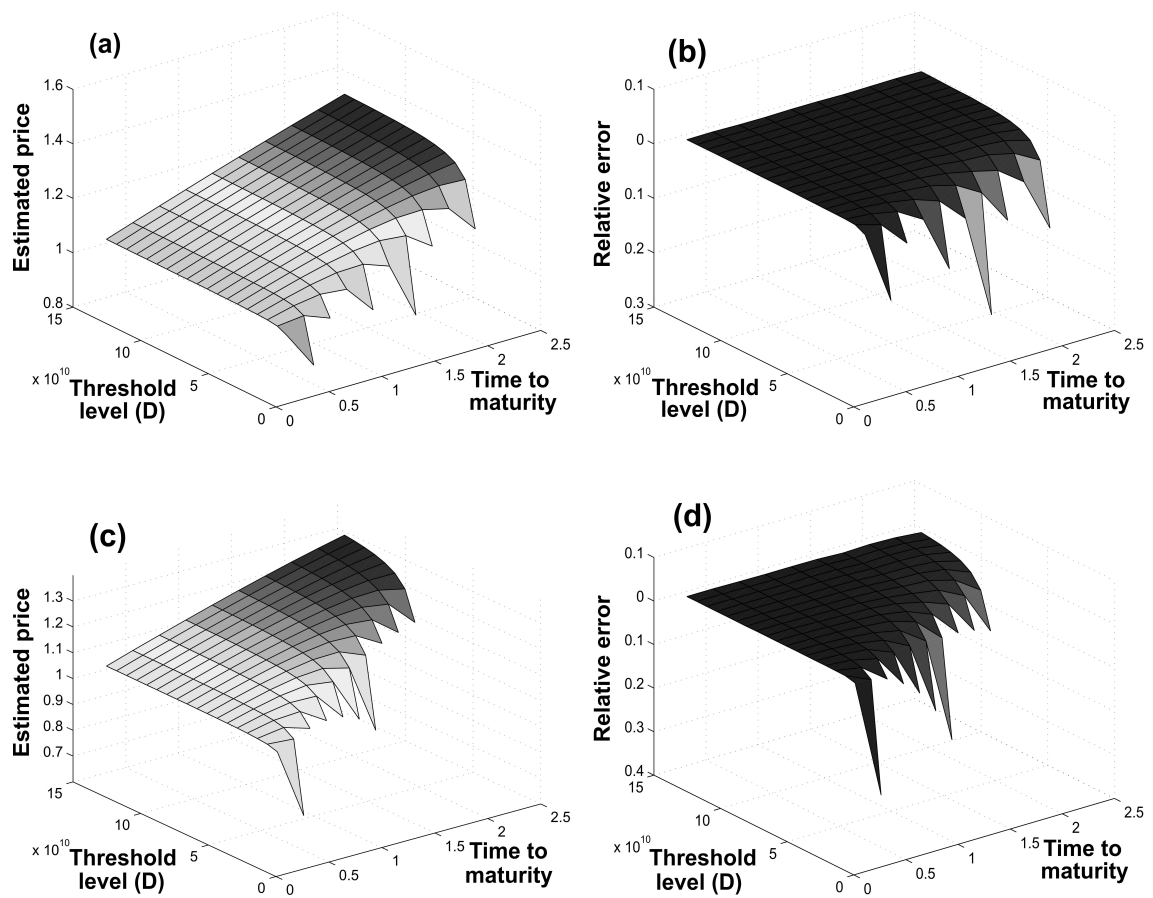 (a)
Estimated price
1.6
1.4
1.2
1
0.8
15
10
5
0
x 10^10
Threshold
level (D)
0
0.5
1
1.5
2
2.5
Time to
maturity
(b)
Relative error
0.1
0
0.1
0.2
0.3
15
10
5
0
x 10^10
Threshold
level (D)
0
0.5
1
1.5
2
2.5
Time to
maturity
(c)
Estimated price
1.3
1.2
1.1
1
0.9
0.8
0.7
15
10
5
0
x 10^10
Threshold
level (D)
0
0.5
1
1.5
2
2.5
Time to
maturity
(d)
Relative error
0.1
0
0.1
0.2
0.3
0.4
15
10
5
0
x 10^10
Threshold
level (D)
0
0.5
1
1.5
2
2.5
Time to
maturity